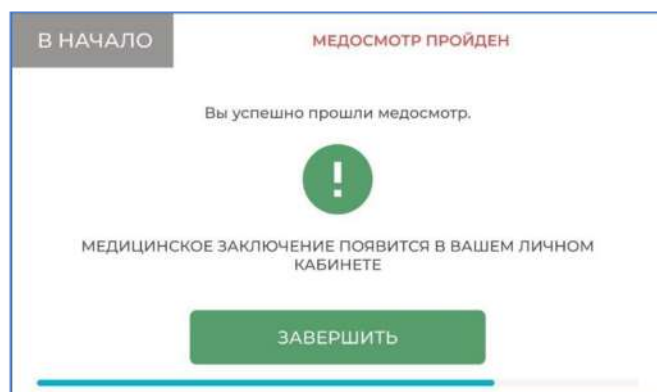 В НАЧАЛО
МЕДОСМОТР ПРОЙДЕН
Вы успешно прошли медосмотр.
!
МЕДИЦИНСКОЕ ЗАКЛЮЧЕНИЕ ПОЯВИТСЯ В ВАШЕМ ЛИЧНОМ
КАБИНЕТЕ
ЗАВЕРШИТЬ